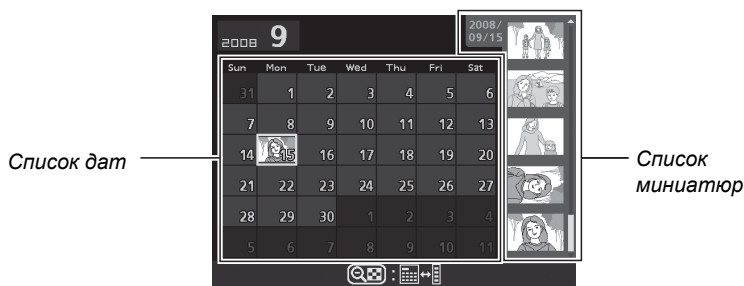 2008 9
2008/
09/15
Sun Mon Tue Wed Thu Fri Sat
31 1 2 3 4 5 6
7 8 9 10 11 12 13
14 15 16 17 18 19 20
21 22 23 24 25 26 27
28 29 30 1 2 3 4
5 6 7 8 9 10 11
Список дат
Список
миниатюр
: